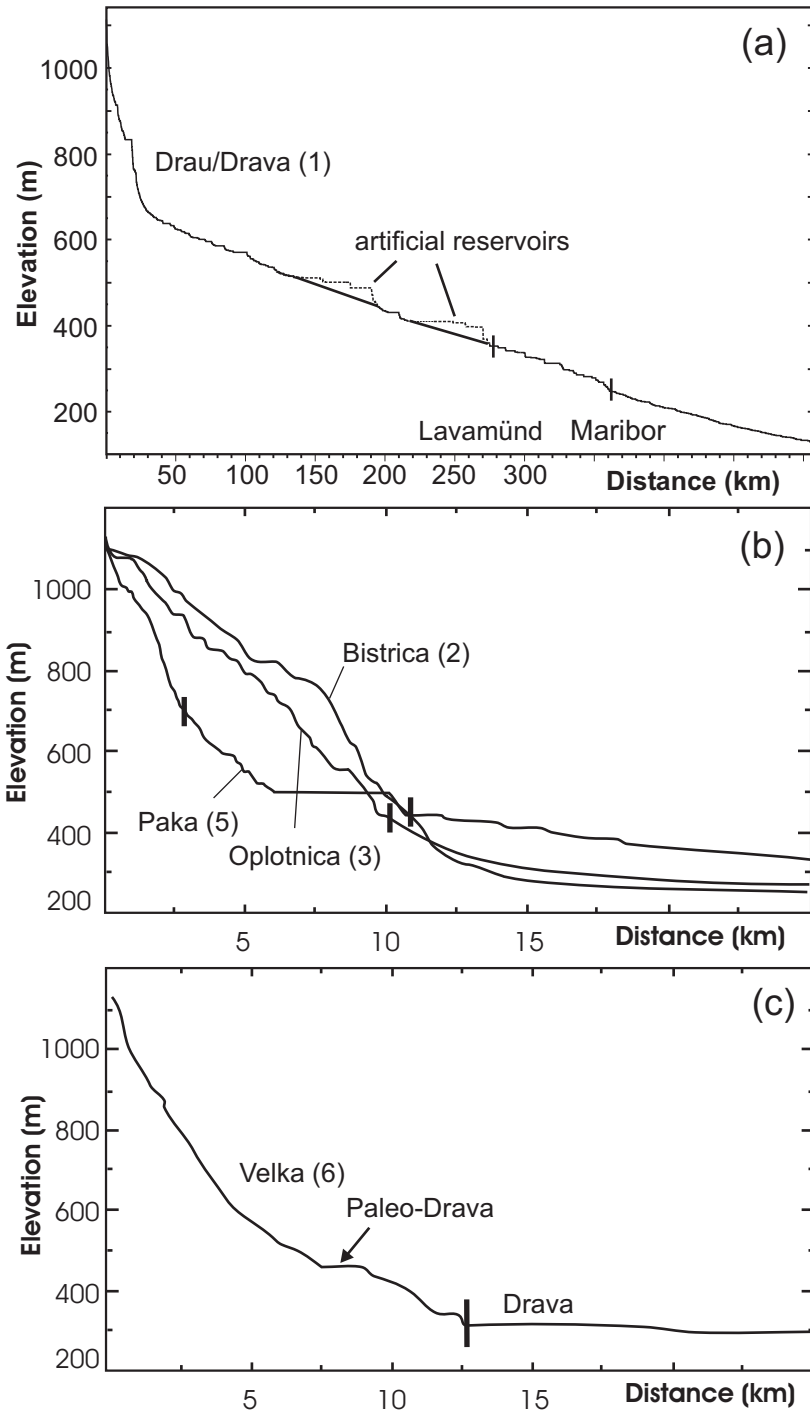 (a)
1000
800
600
400
200
Elevation (m)
Drau/Drava (1)
artificial reservoirs
Lavamünd
Maribor
50
100
150
200
250
300
Distance (km)
(b)
1000
800
600
400
200
Elevation (m)
Bistrica (2)
Paka (5)
Oplotnica (3)
5
10
15
Distance (km)
(c)
1000
800
600
400
200
Elevation (m)
Velka (6)
Paleo-Drava
Drava
5
10
15
Distance (km)